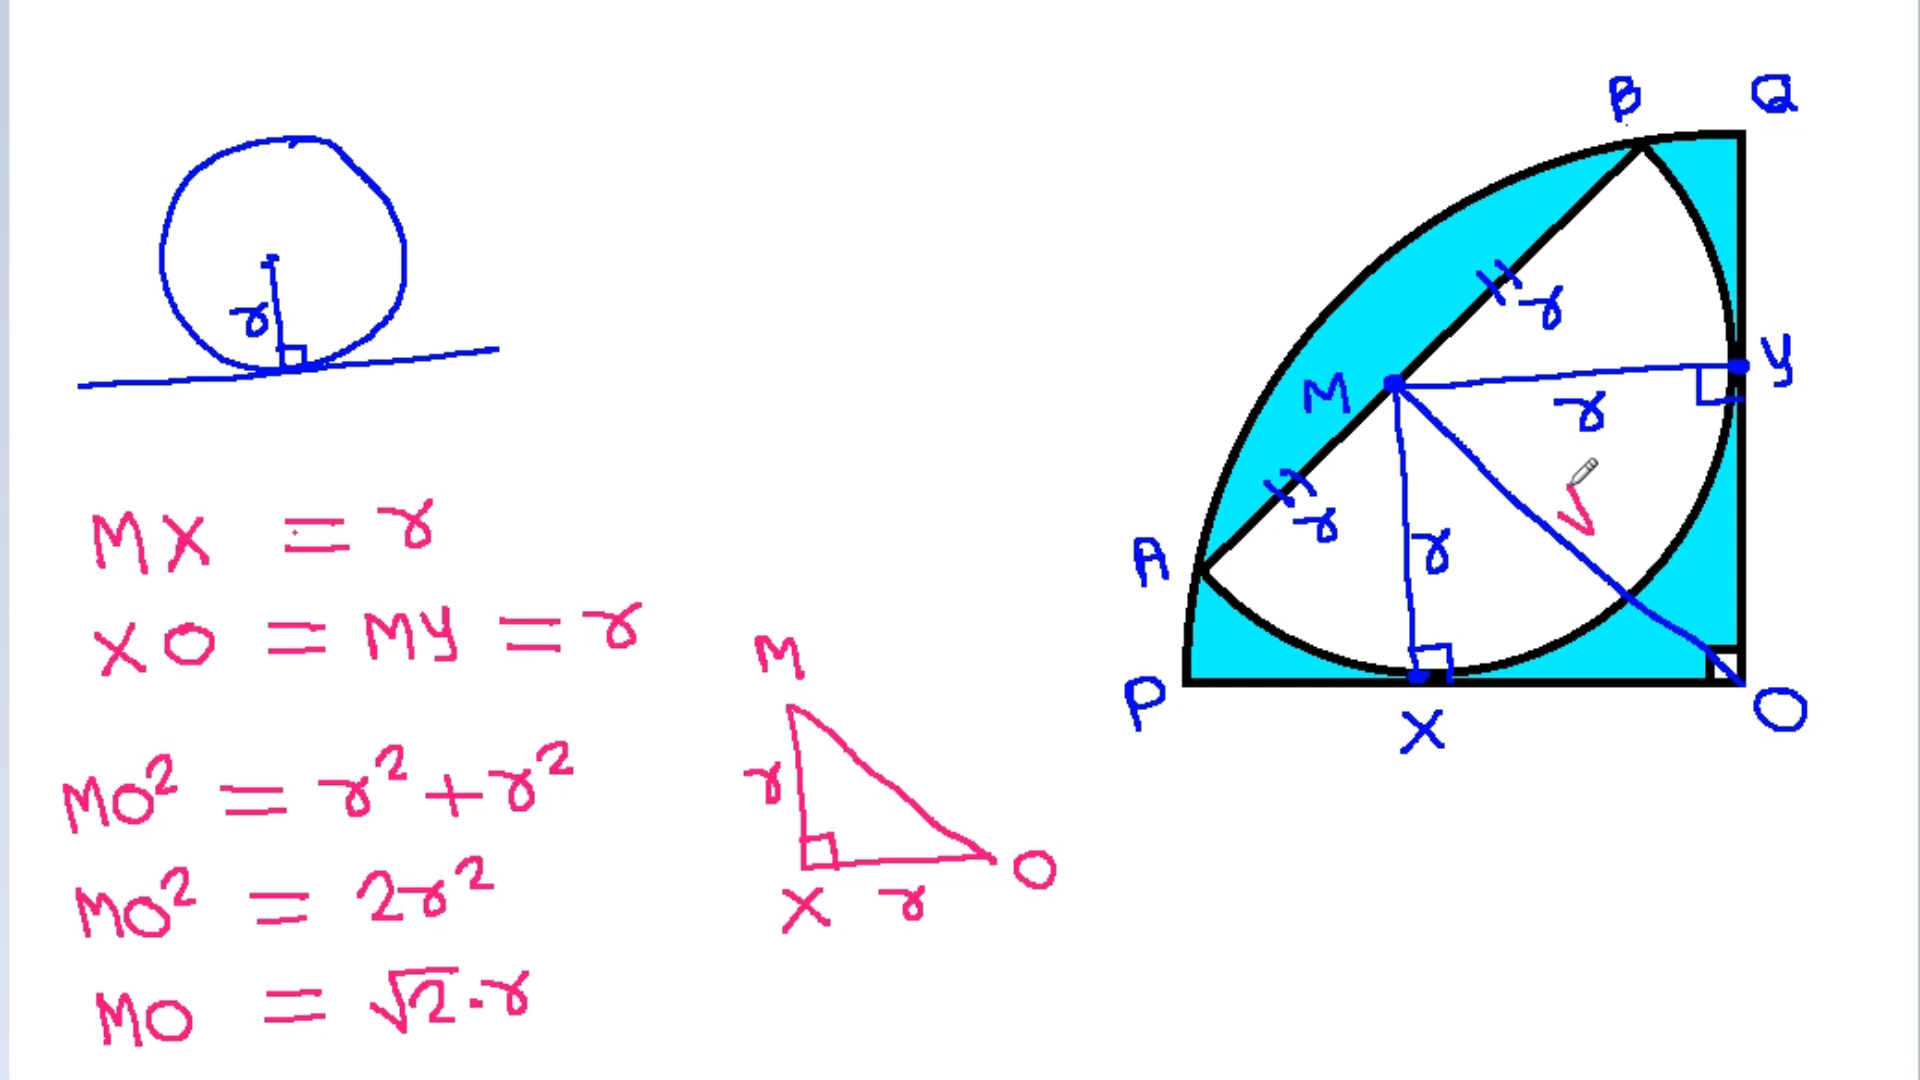 B Q
r
r
M
r
Y
r
A
r
√
P
X
O
MX = r
XO = MY = r
MO² = r² + r²
MO² = 2r²
MO = √2 · r
M
r
X r O